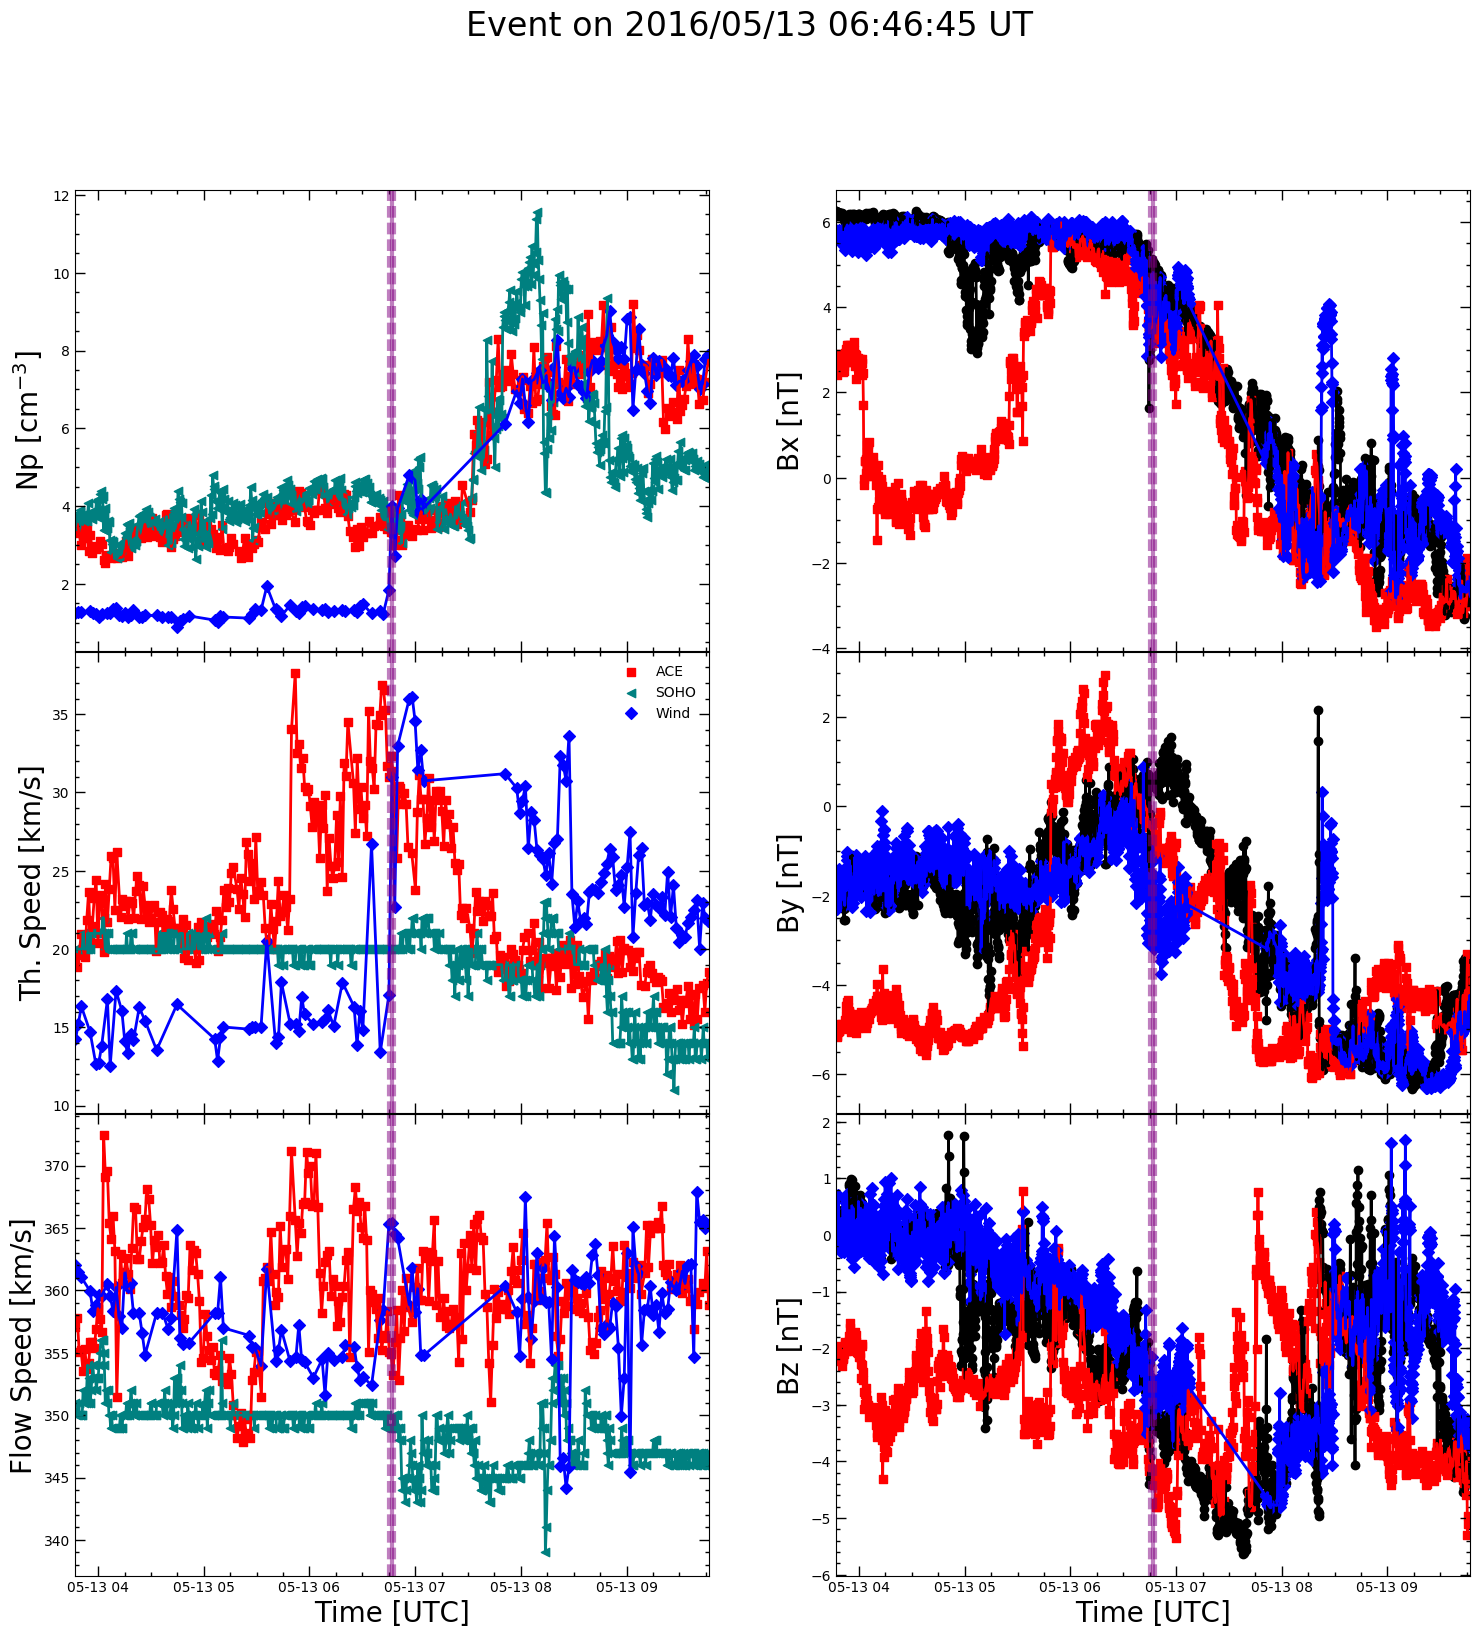 Event on 2016/05/13 06:46:45 UT
Np [cm⁻³]
12
10
8
6
4
2
Bx [nT]
6
4
2
0
−2
−4
Th. Speed [km/s]
35
30
25
20
15
10
ACE
SOHO
Wind
By [nT]
2
0
−2
−4
−6
Flow Speed [km/s]
370
365
360
355
350
345
340
Bz [nT]
2
1
0
−1
−2
−3
−4
−5
−6
05-13 04 05-13 05 05-13 06 05-13 07 05-13 08 05-13 09
Time [UTC]
05-13 04 05-13 05 05-13 06 05-13 07 05-13 08 05-13 09
Time [UTC]